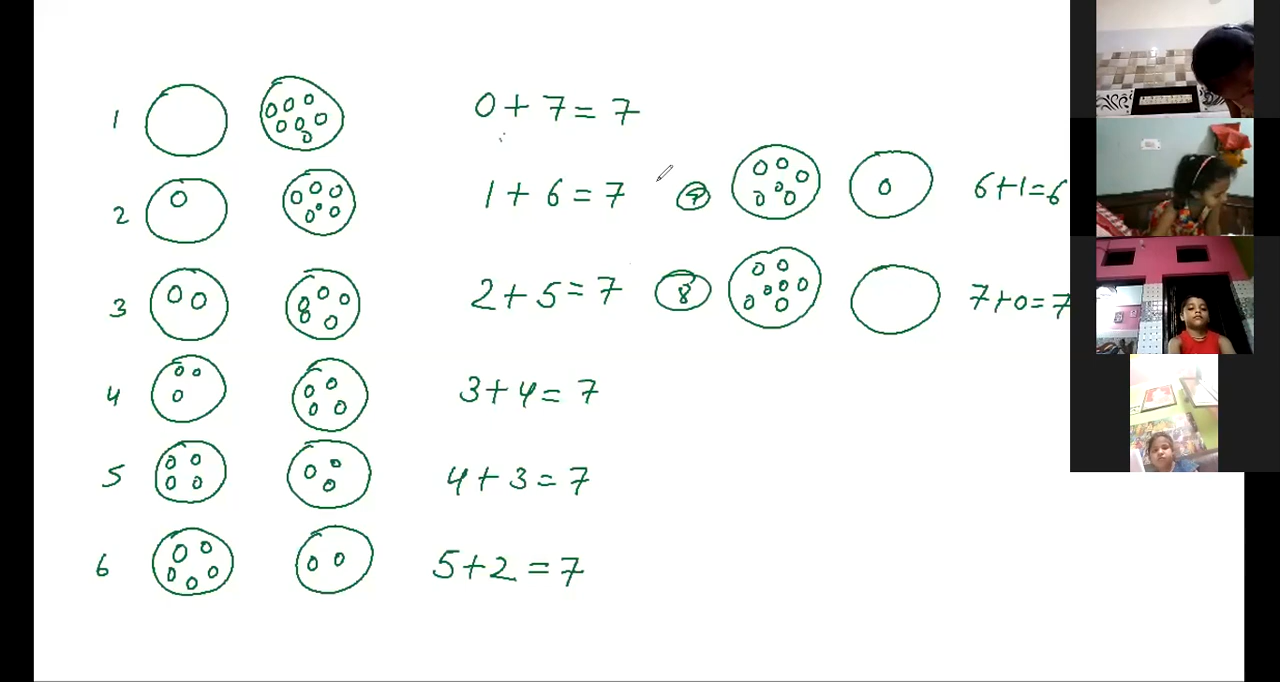 1 0 + 7 = 7
2 1 + 6 = 7
3 2 + 5 = 7
4 3 + 4 = 7
5 4 + 3 = 7
6 5 + 2 = 7
6 + 1 = 6
8 7 + 0 = 7